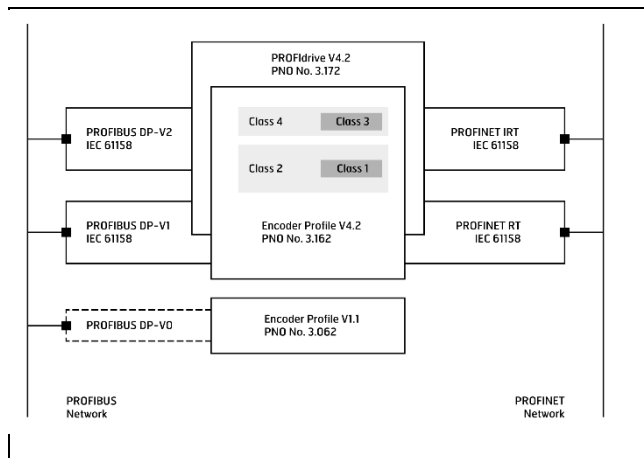 PROFIdrive V4.2
PNO No. 3.172
Class 4
Class 3
PROFIBUS DP-V2
IEC 61158
PROFINET IRT
IEC 61158
Class 2
Class 1
PROFIBUS DP-V1
IEC 61158
Encoder Profile V4.2
PNO No. 3.162
PROFINET RT
IEC 61158
PROFIBUS DP-V0
Encoder Profile V1.1
PNO No. 3.062
PROFIBUS
Network
PROFINET
Network